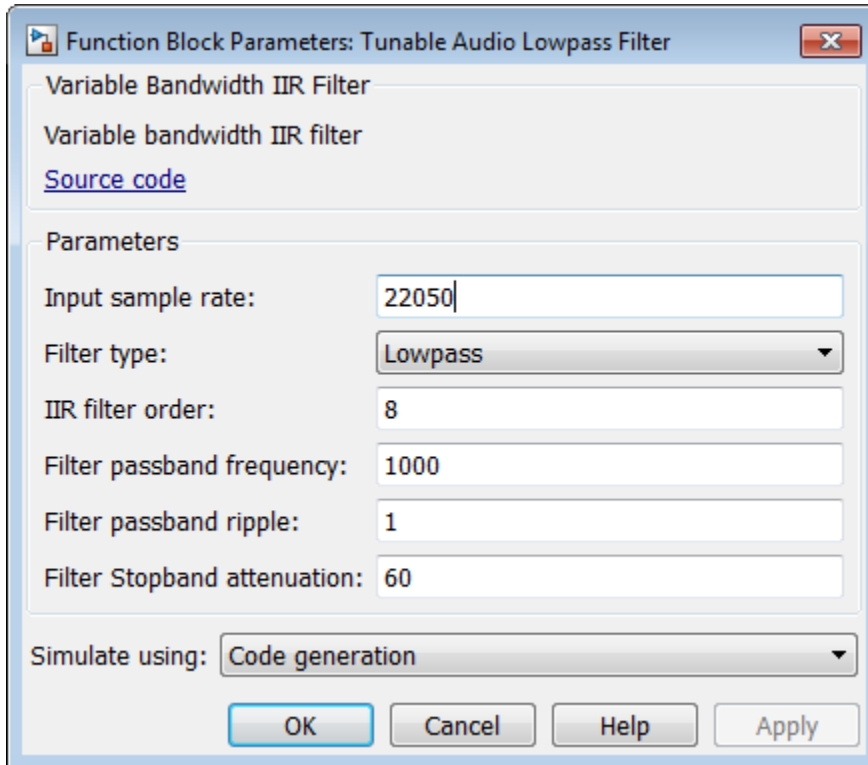 Function Block Parameters: Tunable Audio Lowpass Filter
Variable Bandwidth IIR Filter
Variable bandwidth IIR filter
Source code
Parameters
Input sample rate: 22050
Filter type: Lowpass
IIR filter order: 8
Filter passband frequency: 1000
Filter passband ripple: 1
Filter Stopband attenuation: 60
Simulate using: Code generation
OK Cancel Help Apply